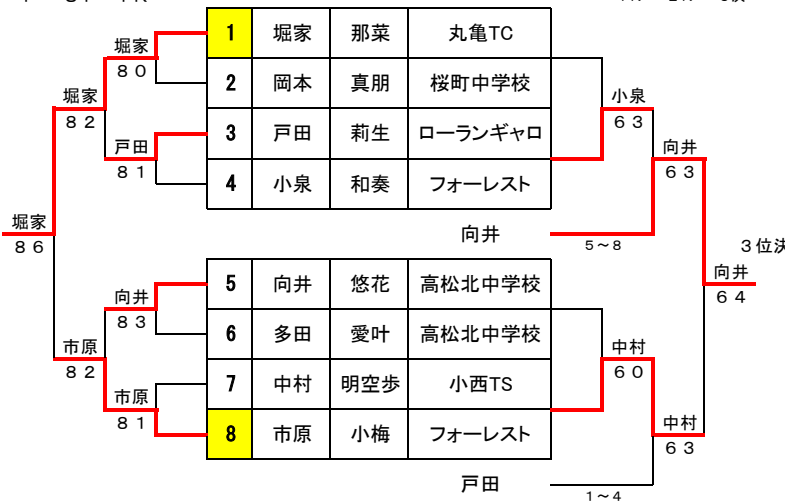 1 堀家 那菜 丸亀TC
堀家
80
2 岡本 真朋 桜町中学校
堀家
82
小泉
63
3 戸田 莉生 ローランギャロ
戸田
81
向井
63
4 小泉 和奏 フォーレスト
堀家
86
向井
5～8
3位決
向井
64
5 向井 悠花 高松北中学校
向井
83
6 多田 愛叶 高松北中学校
市原
82
中村
60
7 中村 明空歩 小西TS
市原
81
8 市原 小梅 フォーレスト
中村
63
戸田
1～4